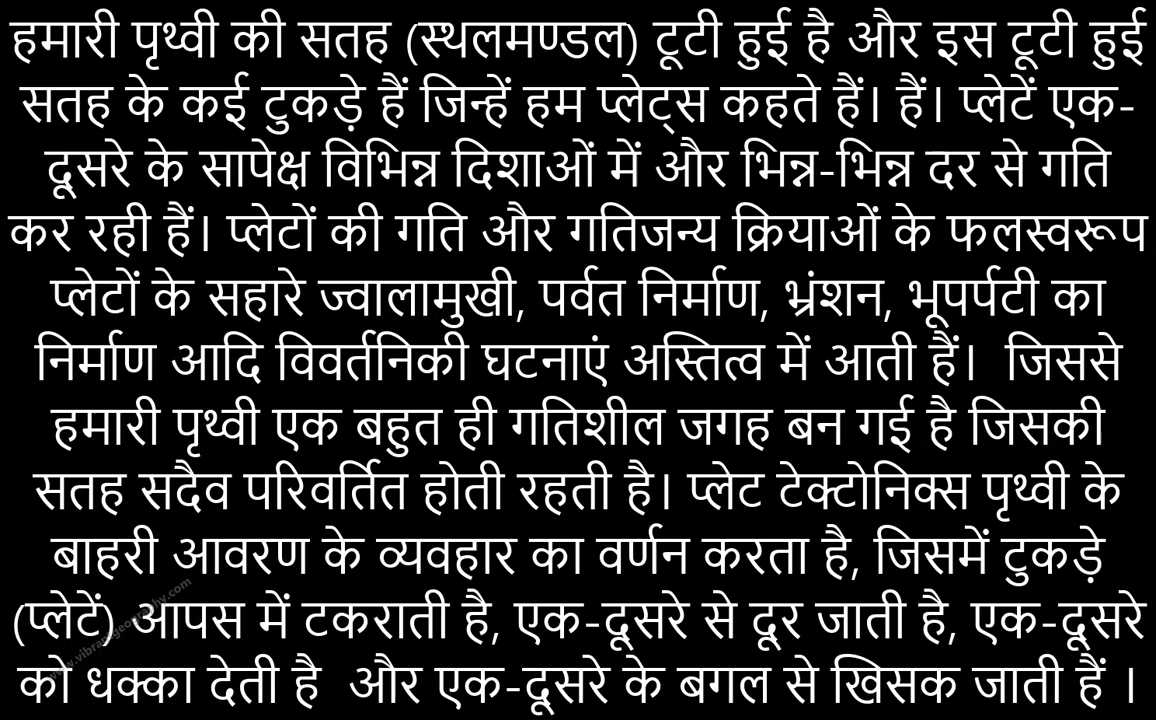 हमारी पृथ्वी की सतह (स्थलमण्डल) टूटी हुई है और इस टूटी हुई
सतह के कई टुकड़े हैं जिन्हें हम प्लेट्स कहते हैं। हैं। प्लेटें एक-
दूसरे के सापेक्ष विभिन्न दिशाओं में और भिन्न-भिन्न दर से गति
कर रही हैं। प्लेटों की गति और गतिजन्य क्रियाओं के फलस्वरूप
प्लेटों के सहारे ज्वालामुखी, पर्वत निर्माण, भ्रंशन, भूपर्पटी का
निर्माण आदि विवर्तनिकी घटनाएं अस्तित्व में आती हैं।  जिससे
हमारी पृथ्वी एक बहुत ही गतिशील जगह बन गई है जिसकी
सतह सदैव परिवर्तित होती रहती है। प्लेट टेक्टोनिक्स पृथ्वी के
बाहरी आवरण के व्यवहार का वर्णन करता है, जिसमें टुकड़े
(प्लेटें) आपस में टकराती है, एक-दूसरे से दूर जाती है, एक-दूसरे
को धक्का देती है  और एक-दूसरे के बगल से खिसक जाती हैं ।